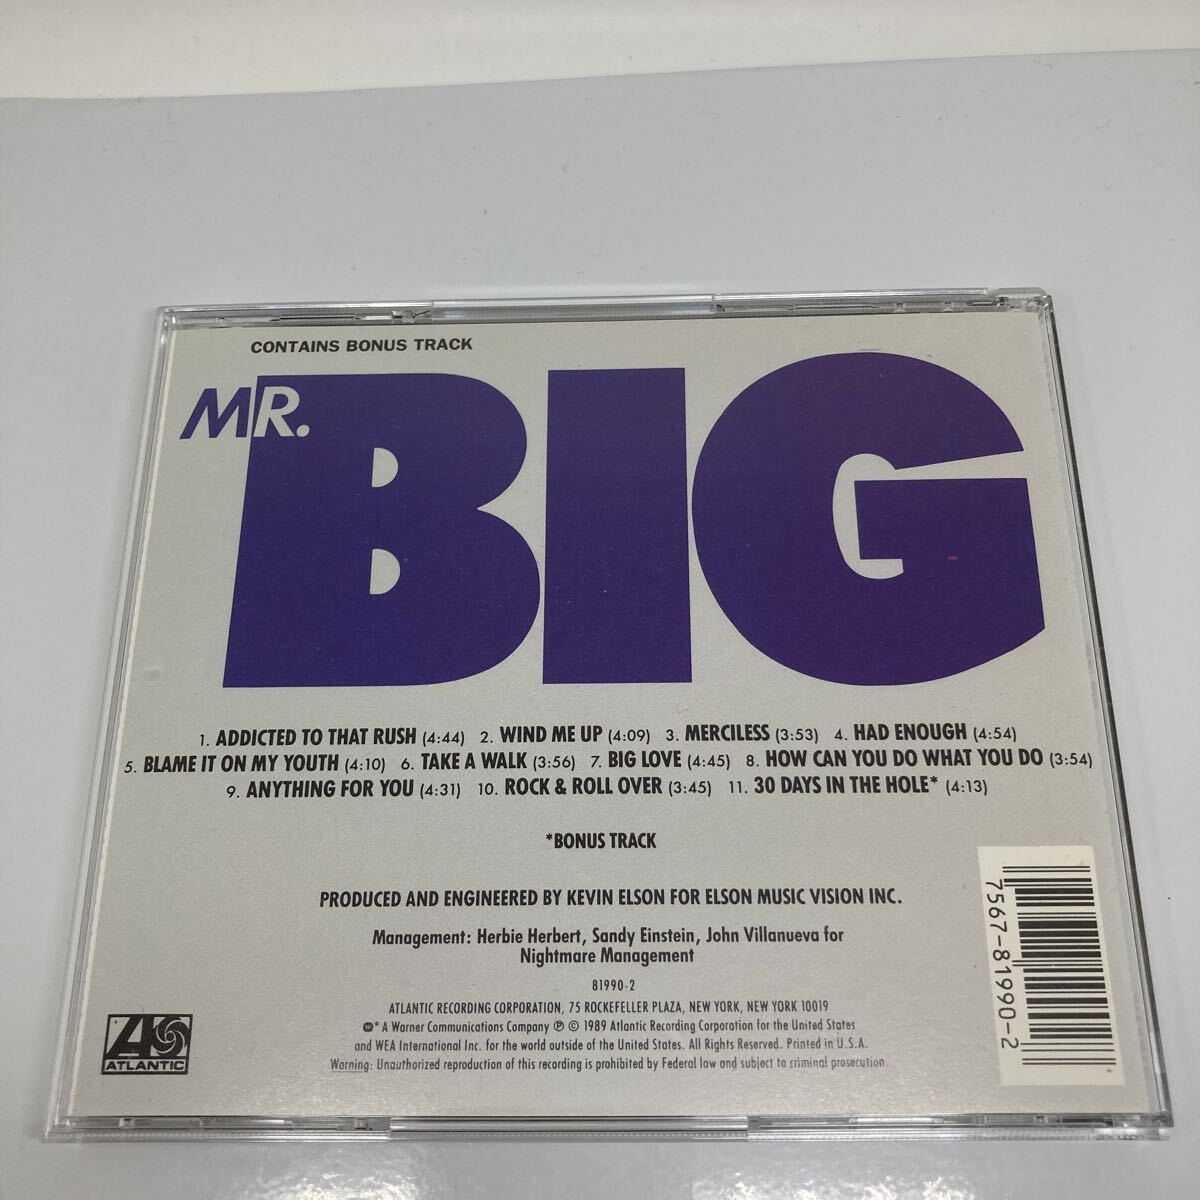 CONTAINS BONUS TRACK
MR. BIG
1. ADDICTED TO THAT RUSH (4:44) 2. WIND ME UP (4:09) 3. MERCILESS (3:53) 4. HAD ENOUGH (4:54)
5. BLAME IT ON MY YOUTH (4:10) 6. TAKE A WALK (3:56) 7. BIG LOVE (4:45) 8. HOW CAN YOU DO WHAT YOU DO (3:54)
9. ANYTHING FOR YOU (4:31) 10. ROCK & ROLL OVER (3:45) 11. 30 DAYS IN THE HOLE* (4:13)
*BONUS TRACK
PRODUCED AND ENGINEERED BY KEVIN ELSON FOR ELSON MUSIC VISION INC.
Management: Herbie Herbert, Sandy Einstein, John Villanueva for
Nightmare Management
81990-2
ATLANTIC RECORDING CORPORATION, 75 ROCKEFELLER PLAZA, NEW YORK, NEW YORK 10019
* A Warner Communications Company ℗ © 1989 Atlantic Recording Corporation for the United States
and WEA International Inc. for the world outside of the United States. All Rights Reserved. Printed in U.S.A.
Warning: Unauthorized reproduction of this recording is prohibited by Federal law and subject to criminal prosecution.
ATLANTIC
7567-81990-2